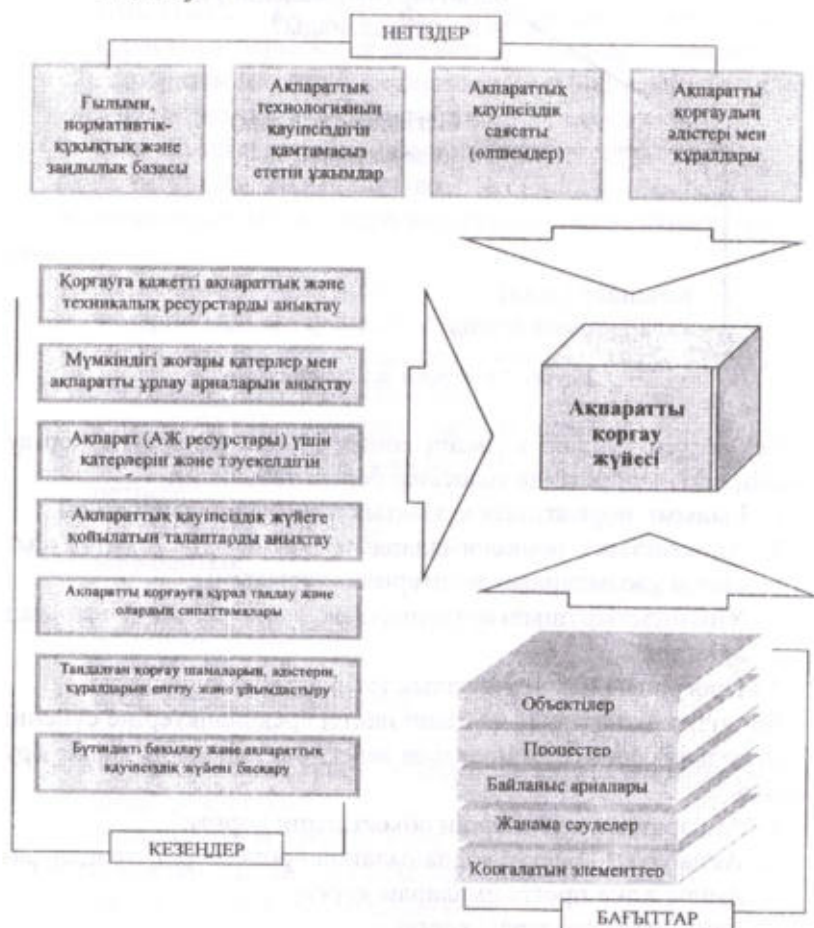 НЕГІЗДЕР
Ғылыми,
нормативтік-
құқықтық және
заңдылық базасы
Ақпараттық
технологияның
қауіпсіздігін
қамтамасыз
ететін ұжымдар
Ақпараттық
қауіпсіздік
саясаты
(өлшемдер)
Ақпаратты
қорғаудың
әдістері мен
құралдары
Қорғауға қажетті ақпараттық және
техникалық ресурстарды анықтау
Мүмкіндігі жоғары қатерлер мен
ақпаратты ұрлау арналарын анықтау
Ақпарат (АЖ ресурстары) үшін
қатерлерін және тәуекелдігін
Ақпараттық қауіпсіздік жүйеге
қойылатын талаптарды анықтау
Ақпаратты қорғауға құрал таңдау және
олардың сипаттамалары
Таңдалған қорғау шамаларын, әдістерін,
құралдарын енгізу және ұйымдастыру
Бүтіндікті бақылау және ақпараттық
қауіпсіздік жүйені басқару
КЕЗЕҢДЕР
Ақпаратты
қорғау
жүйесі
Объектілер
Процестер
Байланыс арналары
Жанама сәулелер
Қорғалатын элементтер
БАҒЫТТАР